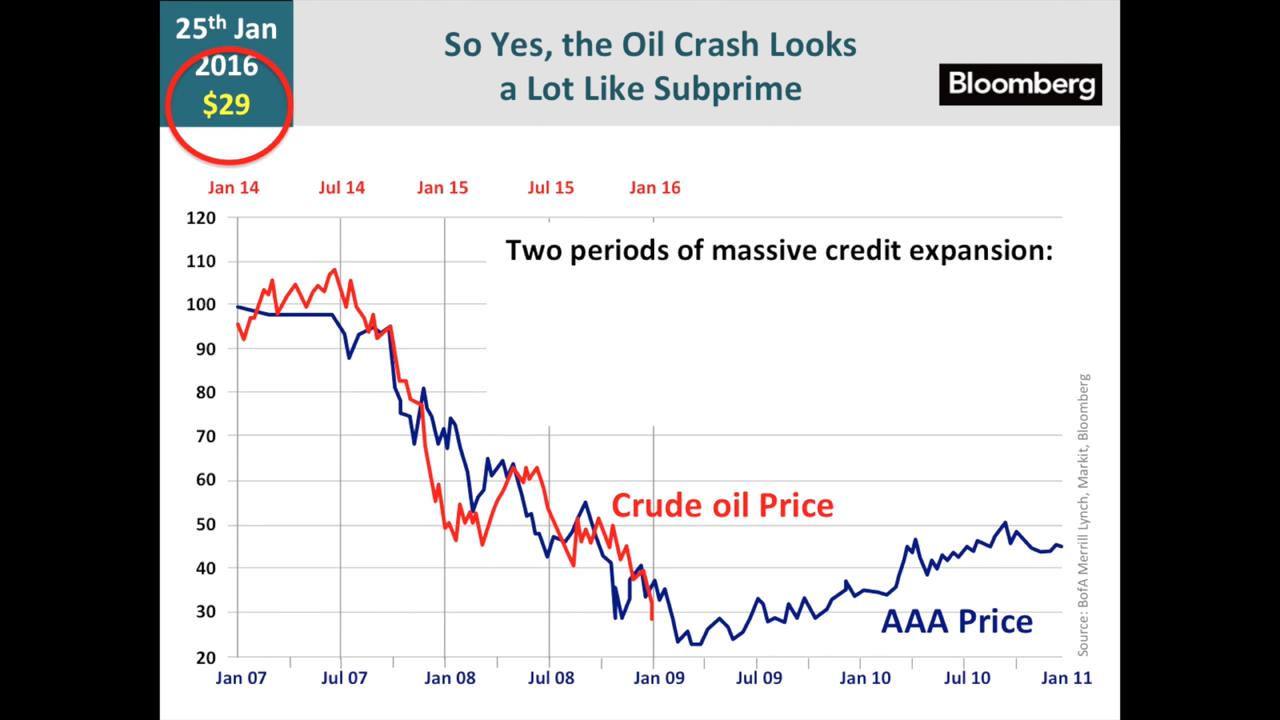 25th Jan
2016
$29
So Yes, the Oil Crash Looks
a Lot Like Subprime
Bloomberg
Jan 14 Jul 14 Jan 15 Jul 15 Jan 16
120
110
100
90
80
70
60
50
40
30
20
Two periods of massive credit expansion:
Crude oil Price
AAA Price
Source: BofA Merrill Lynch, Markit, Bloomberg
Jan 07 Jul 07 Jan 08 Jul 08 Jan 09 Jul 09 Jan 10 Jul 10 Jan 11